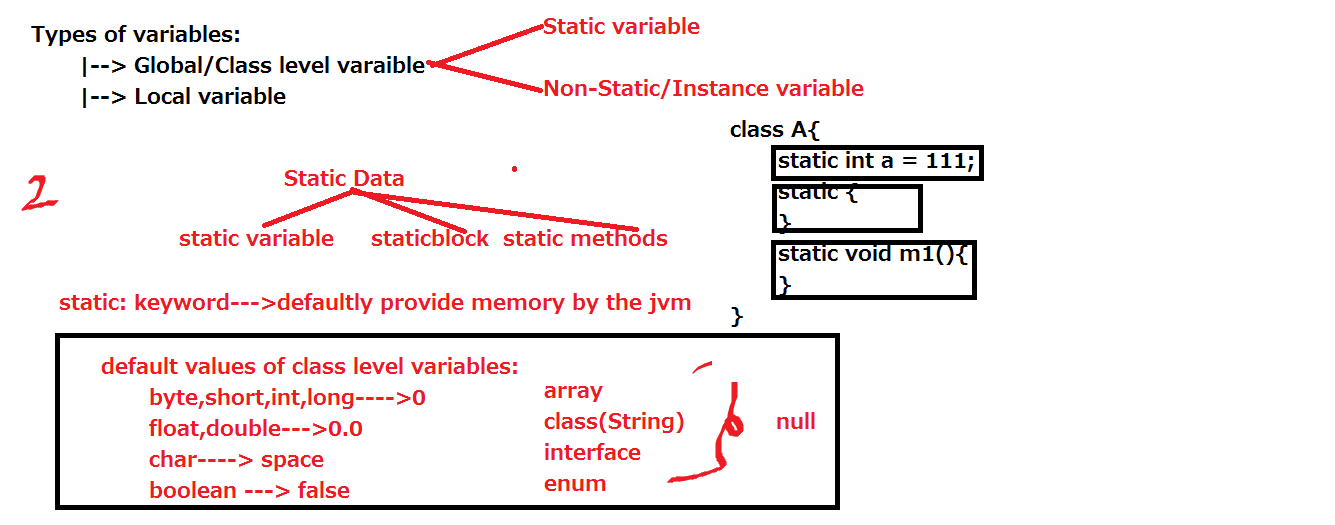 Types of variables:
|--> Global/Class level varaible
|--> Local variable
Static variable
Non-Static/Instance variable
2
Static Data
static variable staticblock static methods
static: keyword--->defaultly provide memory by the jvm
class A{
static int a = 111;
static {
}
static void m1(){
}
}
default values of class level variables:
byte,short,int,long---->0
float,double--->0.0
char----> space
boolean ---> false
array
class(String)
interface
enum
null